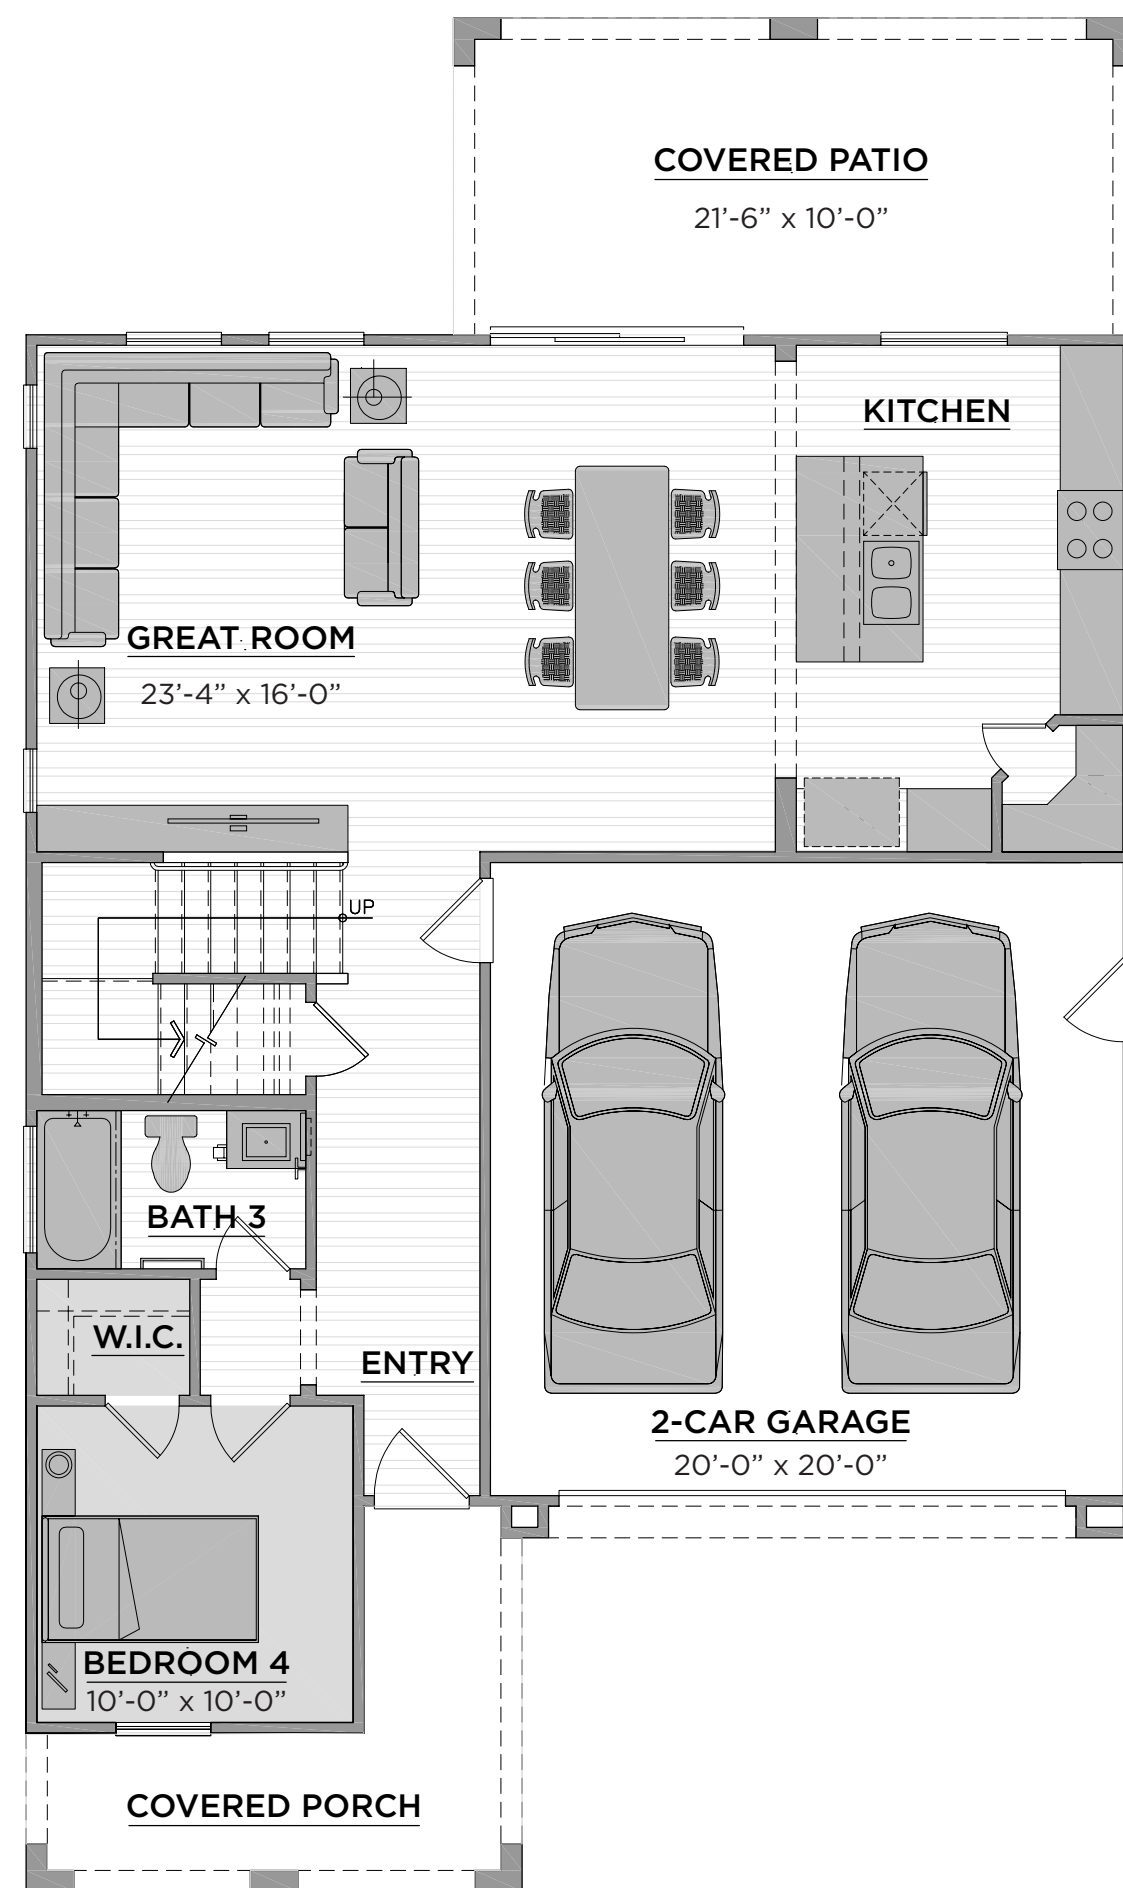 COVERED PATIO
21’-6” x 10’-0”
KITCHEN
GREAT ROOM
23’-4” x 16’-0”
UP
BATH 3
W.I.C.
ENTRY
2-CAR GARAGE
20’-0” x 20’-0”
BEDROOM 4
10’-0” x 10’-0”
COVERED PORCH